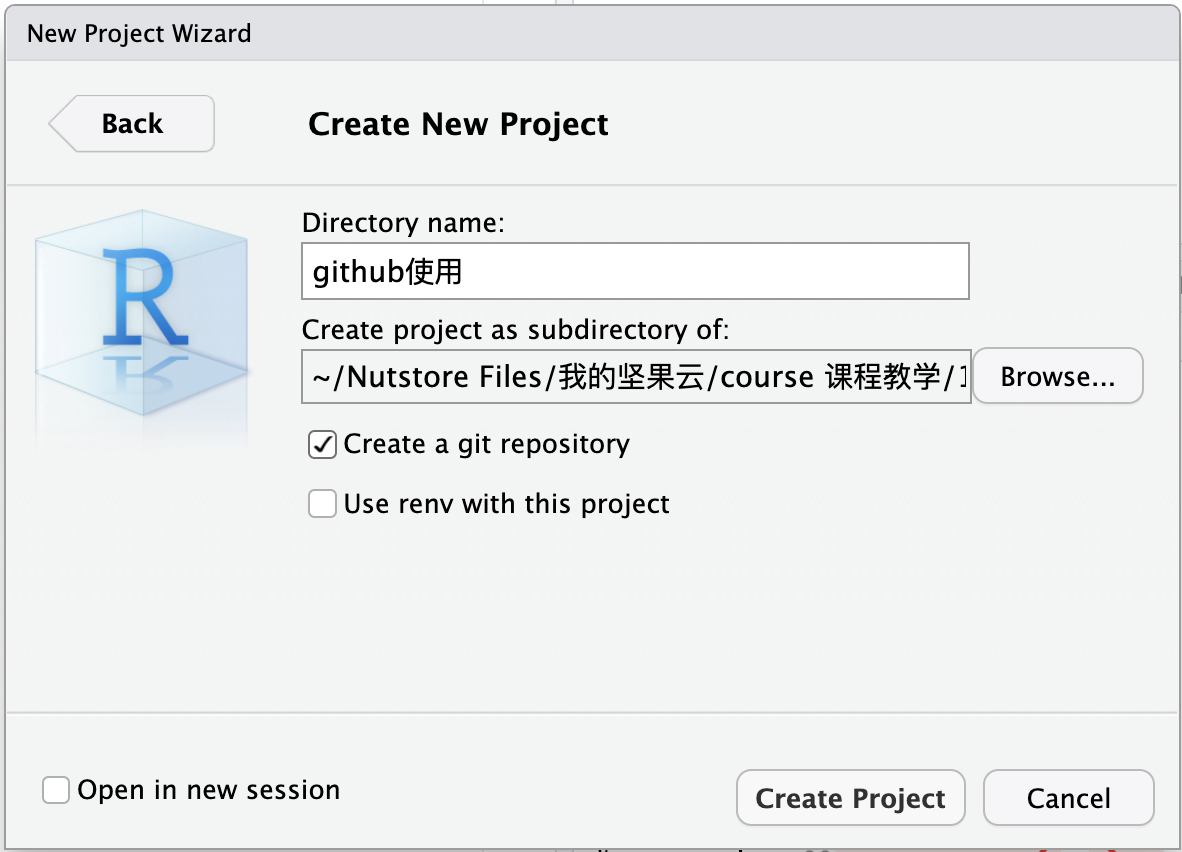 New Project Wizard
Back
Create New Project
R
Directory name:
github使用
Create project as subdirectory of:
~/Nutstore Files/我的坚果云/course 课程教学/1
Browse...
Create a git repository
Use renv with this project
Open in new session
Create Project
Cancel